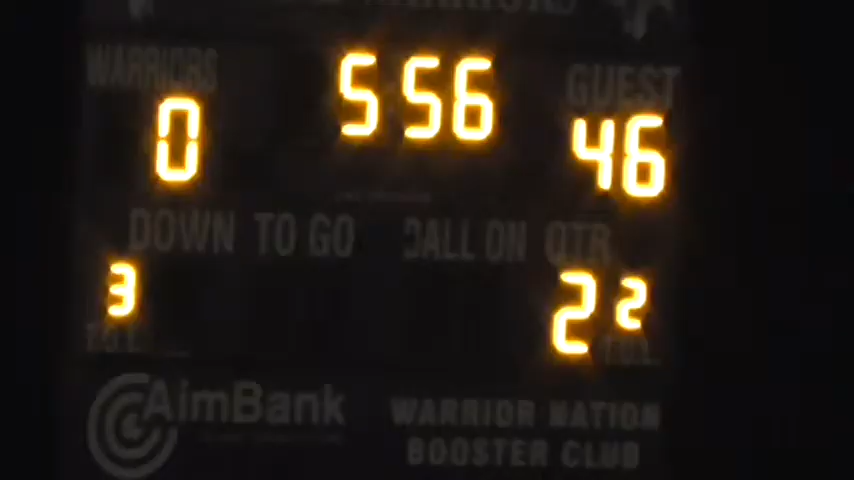 WARRIORS
WARRIORS 5 56 GUEST
0 46
DOWN TO GO BALL ON QTR
3 2 2
T.O.L. T.O.L.
AimBank WARRIOR NATION
BOOSTER CLUB